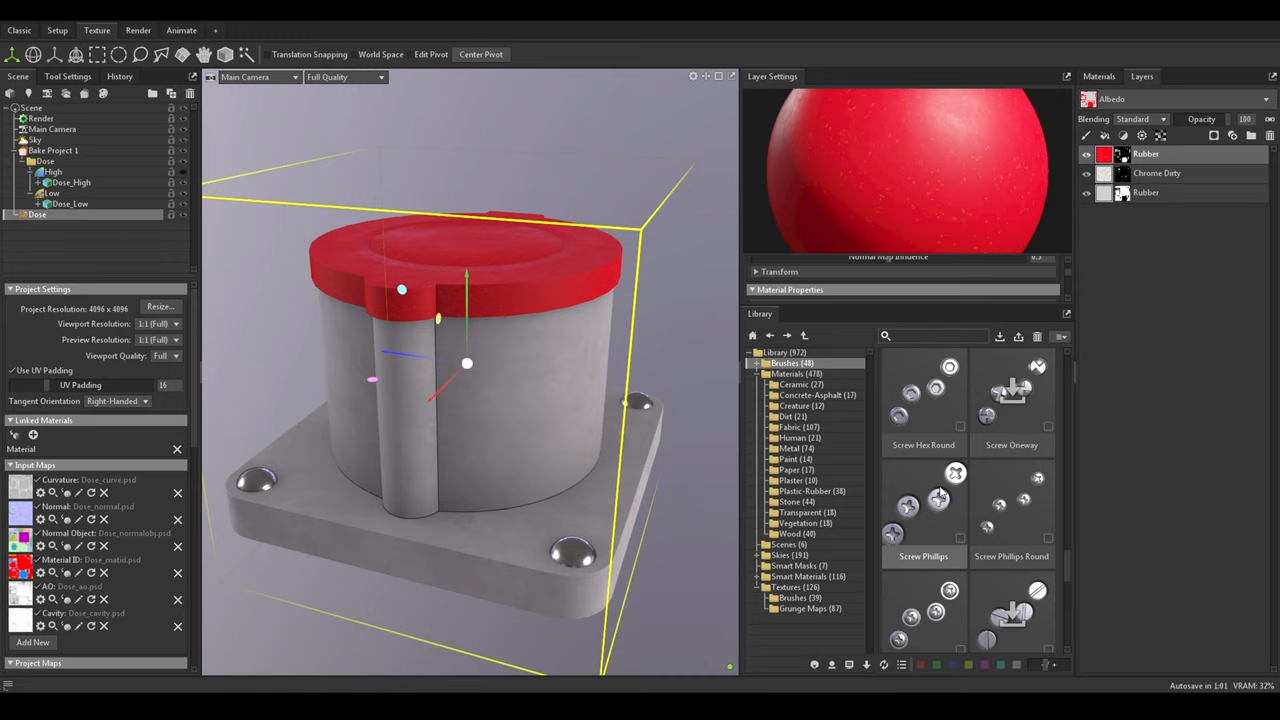 Classic Setup Texture Render Animate +
Translation Snapping World Space Edit Pivot Center Pivot
Scene Tool Settings History
Main Camera Full Quality
Layer Settings
Materials Layers
Scene
Render
Main Camera
Sky
Bake Project 1
Dose
High
Dose_High
Low
Dose_Low
Dose
Albedo
Blending Standard Opacity 100
Rubber
Chrome Dirty
Rubber
Normal Map Influence 0.5
Transform
Material Properties
Project Settings
Project Resolution: 4096 x 4096 Resize...
Viewport Resolution: 1:1 (Full)
Preview Resolution: 1:1 (Full)
Viewport Quality: Full
Use UV Padding
UV Padding 16
Tangent Orientation Right-Handed
Linked Materials
Material
Input Maps
Curvature: Dose_curve.psd
Normal: Dose_normal.psd
Normal Object: Dose_normalobj.psd
Material ID: Dose_matid.psd
AO: Dose_ao.psd
Cavity: Dose_cavity.psd
Add New
Project Maps
Library
Library (972)
Brushes (48)
Materials (478)
Ceramic (27)
Concrete-Asphalt (17)
Creature (12)
Dirt (21)
Fabric (107)
Human (21)
Metal (74)
Paint (14)
Paper (17)
Plaster (10)
Plastic-Rubber (38)
Stone (44)
Transparent (18)
Vegetation (18)
Wood (40)
Scenes (6)
Skies (191)
Smart Masks (7)
Smart Materials (116)
Textures (126)
Brushes (39)
Grunge Maps (87)
Screw Hex Round Screw Oneway
Screw Phillips Screw Phillips Round
Autosave in 1:01 VRAM: 32%